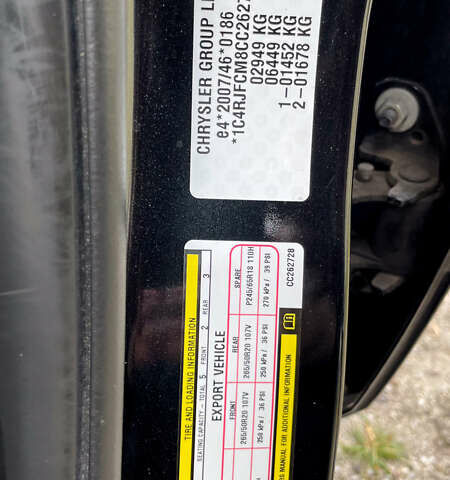 CHRYSLER GROUP L
e4*2007/46*0186
*1C4RJFCM8CC2627
02949 KG
06449 KG
1-01452 KG
2-01678 KG
TIRE AND LOADING INFORMATION
SEATING CAPACITY - TOTAL 5 FRONT 2 REAR 3
EXPORT VEHICLE
FRONT REAR SPARE
265/50R20 107V 265/50R20 107V P245/65R18 110H
250 kPa / 36 PSI 250 kPa / 36 PSI 270 kPa / 39 PSI
MANUAL FOR ADDITIONAL INFORMATION
CC262728